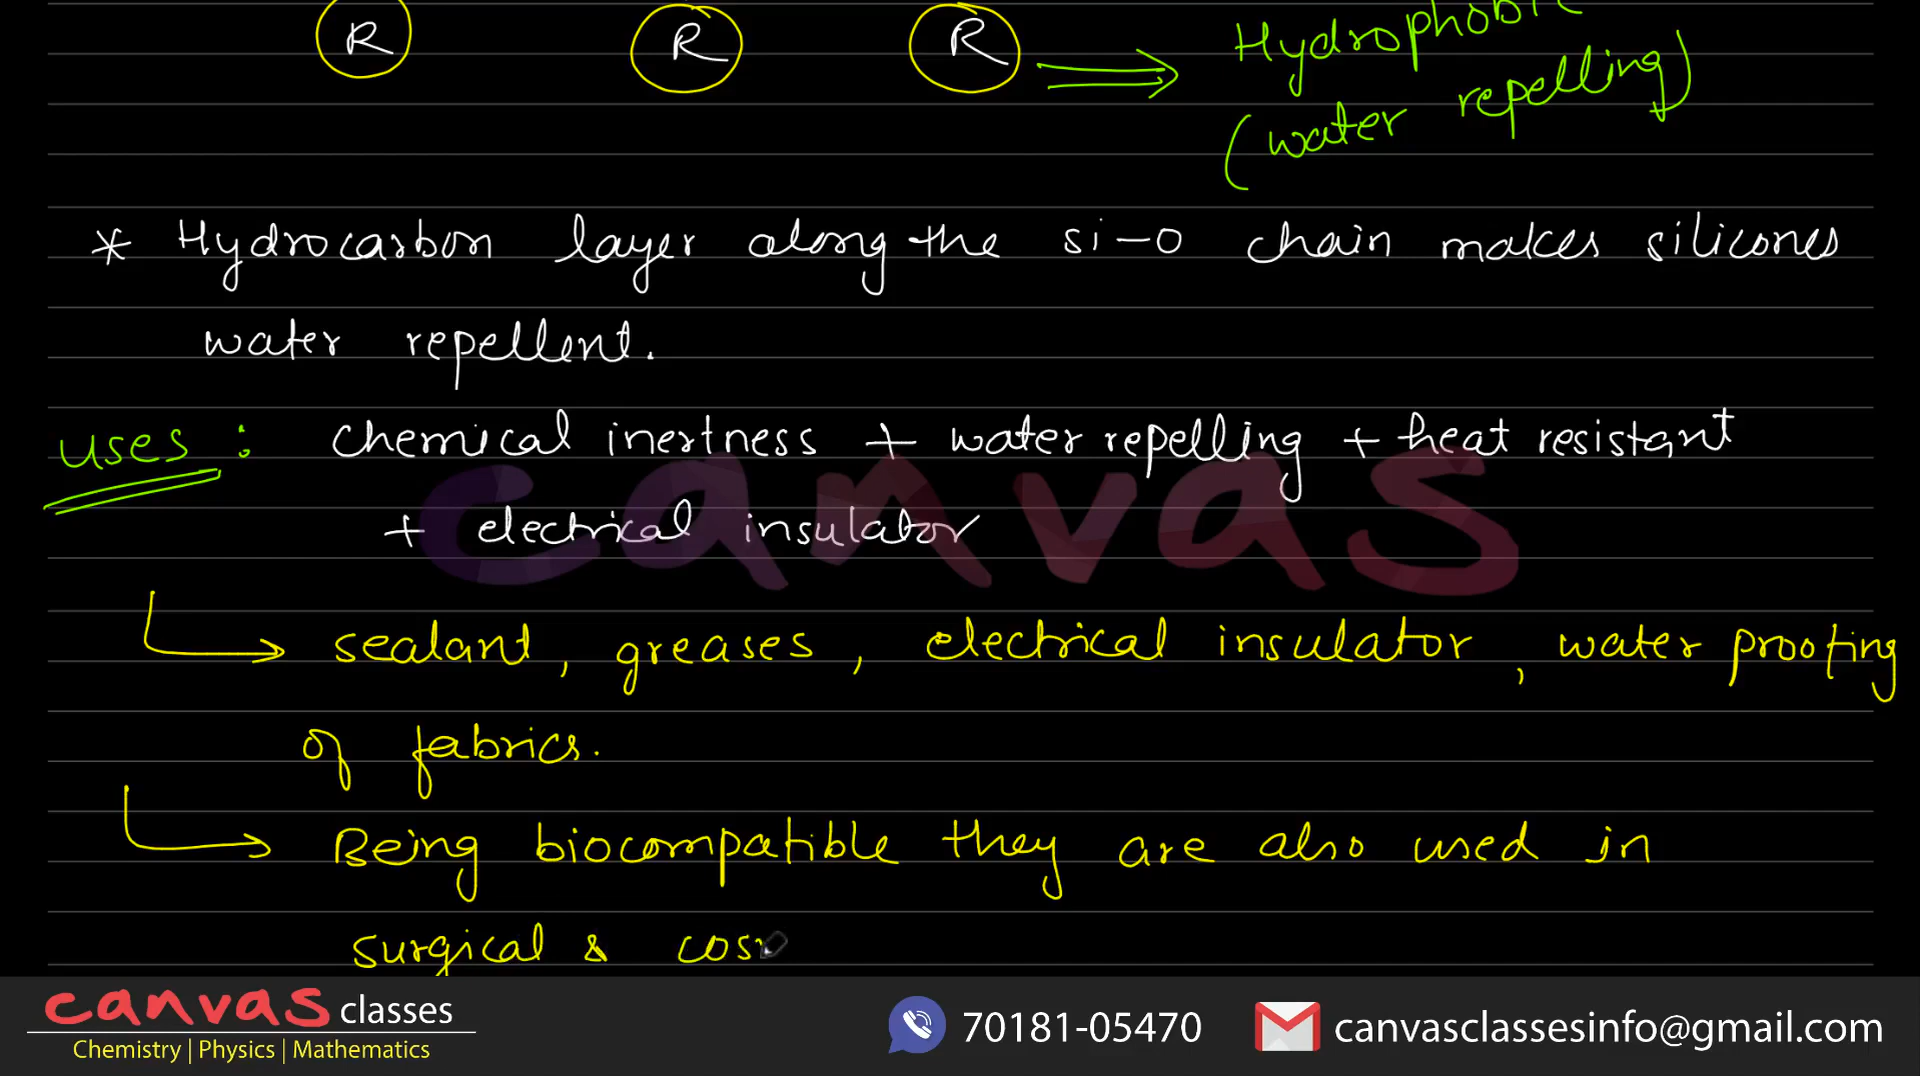 R R R Hydrophobi
(water repelling)
* Hydrocarbon layer along the si-o chain makes silicones
water repellent.
uses : chemical inertness + water repelling + heat resistant
+ electrical insulator
canvas
sealant, greases, electrical insulator, water proofing
of fabrics.
Being biocompatible they are also used in
surgical & cos
canvas classes
Chemistry | Physics | Mathematics
70181-05470
canvasclassesinfo@gmail.com